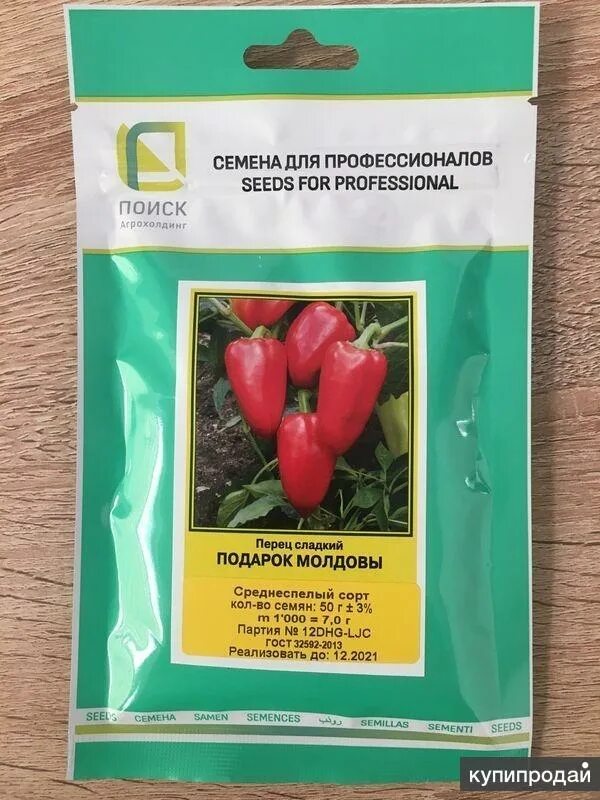 ПОИСК
Агрохолдинг
СЕМЕНА ДЛЯ ПРОФЕССИОНАЛОВ
SEEDS FOR PROFESSIONAL
Перец сладкий
ПОДАРОК МОЛДОВЫ
Среднеспелый сорт
кол-во семян: 50 г ± 3%
m 1'000 = 7,0 г
Партия № 12DHG-LJC
ГОСТ 32592-2013
Реализовать до: 12.2021
SEEDS СЕМЕНА SAMEN SEMENCES SEMILLAS SEMENTI SEEDS
купипродай